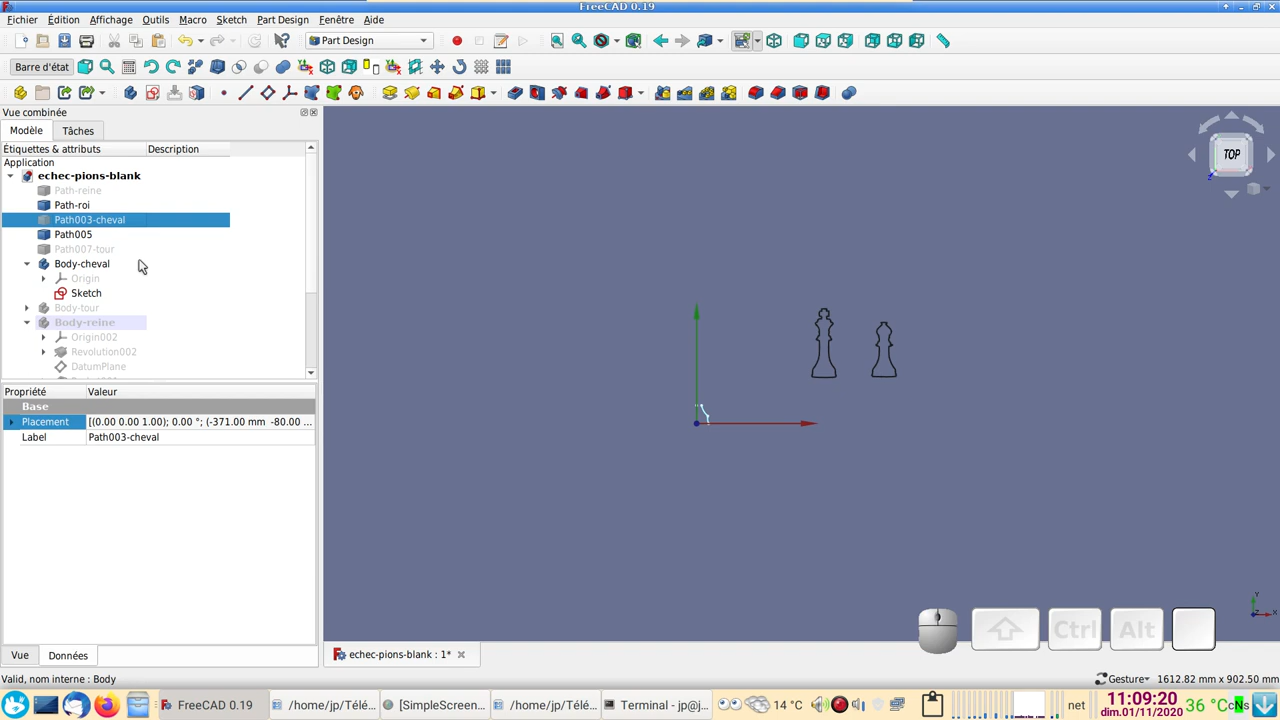 FreeCAD 0.19
Fichier Édition Affichage Outils Macro Sketch Part Design Fenêtre Aide
Part Design
Barre d'état
Vue combinée
Modèle Tâches
Étiquettes & attributs Description
Application
echec-pions-blank
Path-reine
Path-roi
Path003-cheval
Path005
Path007-tour
Body-cheval
Origin
Sketch
Body-tour
Body-reine
Origin002
Revolution002
DatumPlane
Propriété Valeur
Base
Placement [(0.00 0.00 1.00); 0.00 °; (-371.00 mm -80.00 ...
Label Path003-cheval
TOP
Y
X
Z
Ctrl Alt
Vue Données
echec-pions-blank : 1*
Valid, nom interne : Body
Gesture 1612.82 mm x 902.50 mm
FreeCAD 0.19 /home/jp/Télé... [SimpleScreen... /home/jp/Télé... Terminal - jp@j...
14 °C
net
11:09:20
dim.01/11/2020
36 °C